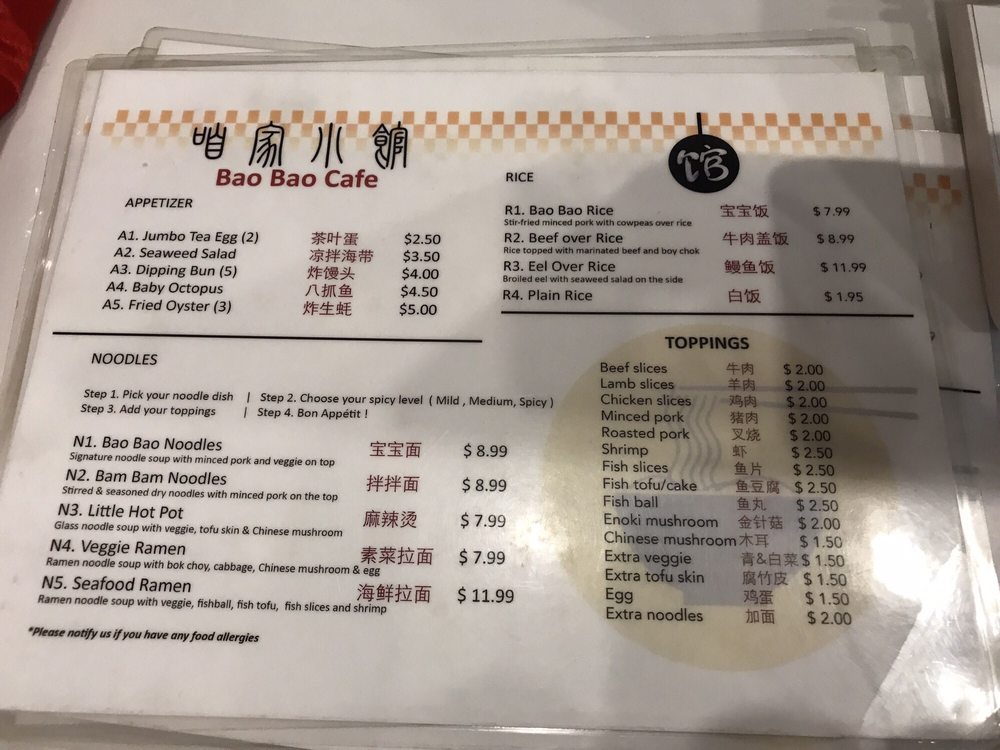 咱家小館
Bao Bao Cafe
APPETIZER
A1. Jumbo Tea Egg (2) 茶叶蛋 $2.50
A2. Seaweed Salad 凉拌海带 $3.50
A3. Dipping Bun (5) 炸馒头 $4.00
A4. Baby Octopus 八抓鱼 $4.50
A5. Fried Oyster (3) 炸生蚝 $5.00
馆
RICE
R1. Bao Bao Rice 宝宝饭 $ 7.99
Stir-fried minced pork with cowpeas over rice
R2. Beef over Rice 牛肉盖饭 $ 8.99
Rice topped with marinated beef and boy chok
R3. Eel Over Rice 鳗鱼饭 $ 11.99
Broiled eel with seaweed salad on the side
R4. Plain Rice 白饭 $ 1.95
NOODLES
Step 1. Pick your noodle dish | Step 2. Choose your spicy level ( Mild , Medium, Spicy )
Step 3. Add your toppings | Step 4. Bon Appétit !
N1. Bao Bao Noodles 宝宝面 $ 8.99
Signature noodle soup with minced pork and veggie on top
N2. Bam Bam Noodles 拌拌面 $ 8.99
Stirred & seasoned dry noodles with minced pork on the top
N3. Little Hot Pot 麻辣烫 $ 7.99
Glass noodle soup with veggie, tofu skin & Chinese mushroom
N4. Veggie Ramen 素菜拉面 $ 7.99
Ramen noodle soup with bok choy, cabbage, Chinese mushroom & egg
N5. Seafood Ramen 海鲜拉面 $ 11.99
Ramen noodle soup with veggie, fishball, fish tofu, fish slices and shrimp
*Please notify us if you have any food allergies
TOPPINGS
Beef slices 牛肉 $ 2.00
Lamb slices 羊肉 $ 2.00
Chicken slices 鸡肉 $ 2.00
Minced pork 猪肉 $ 2.00
Roasted pork 叉烧 $ 2.00
Shrimp 虾 $ 2.50
Fish slices 鱼片 $ 2.50
Fish tofu/cake 鱼豆腐 $ 2.50
Fish ball 鱼丸 $ 2.50
Enoki mushroom 金针菇 $ 2.00
Chinese mushroom 木耳 $ 1.50
Extra veggie 青&白菜 $ 1.50
Extra tofu skin 腐竹皮 $ 1.50
Egg 鸡蛋 $ 1.50
Extra noodles 加面 $ 2.00